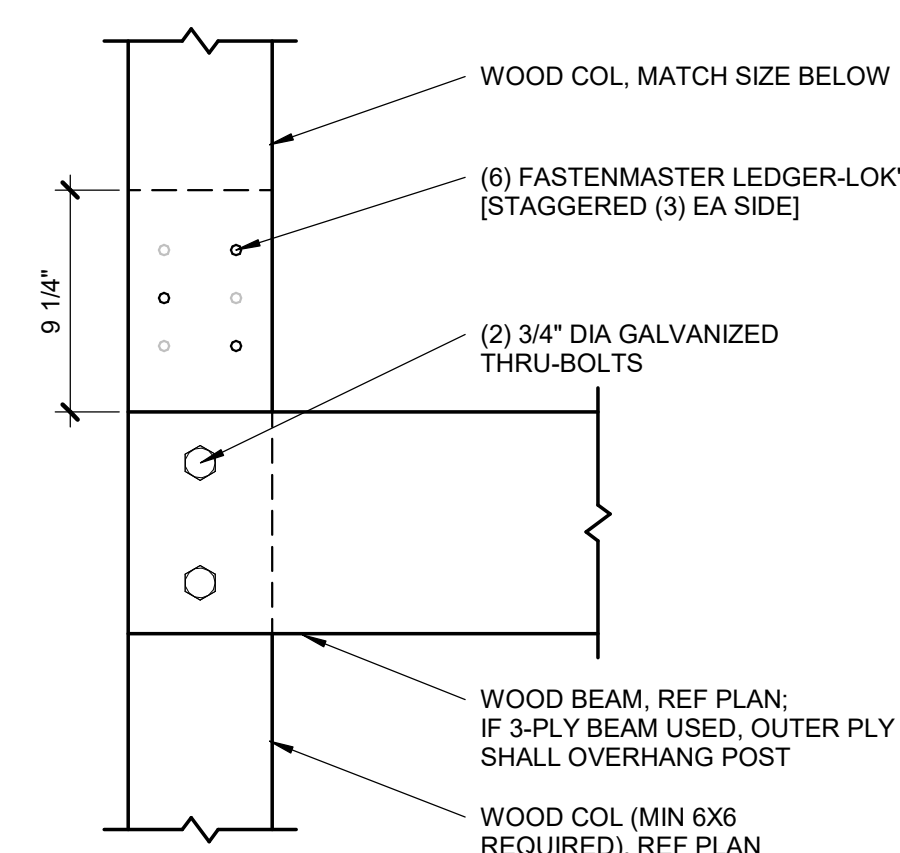 WOOD COL, MATCH SIZE BELOW
(6) FASTENMASTER LEDGER-LOK'
[STAGGERED (3) EA SIDE]
9 1/4"
(2) 3/4" DIA GALVANIZED
THRU-BOLTS
WOOD BEAM, REF PLAN;
IF 3-PLY BEAM USED, OUTER PLY
SHALL OVERHANG POST
WOOD COL (MIN 6X6
REQUIRED), REF PLAN